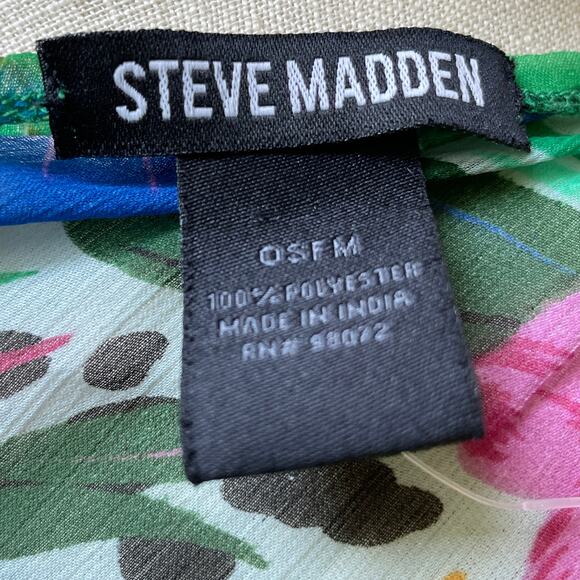 STEVE MADDEN
OSFM
100% POLYESTER
MADE IN INDIA
RN# 98072